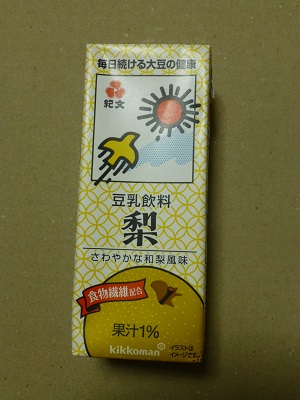 毎日続ける大豆の健康
紀文
豆乳飲料
梨
さわやかな和梨風味
食物繊維配合
果汁1%
イラストは
イメージです。
kikkoman